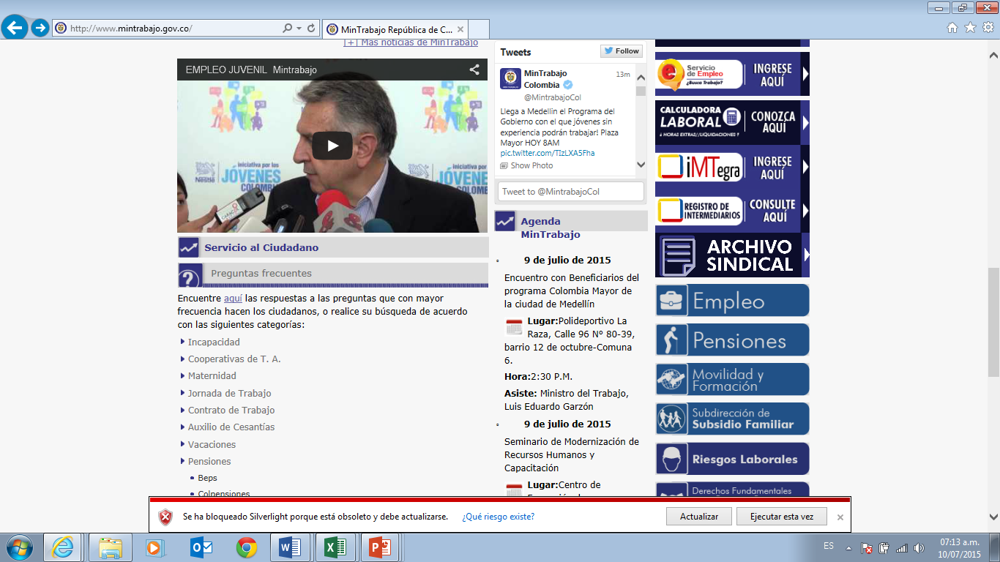 http://www.mintrabajo.gov.co/
MinTrabajo República de C...
[+] Más noticias de MinTrabajo
EMPLEO JUVENIL Mintrabajo
Nestlé
iniciativa por los
JÓVENES
COLOMBIA
CARACOL
Servicio al Ciudadano
Preguntas frecuentes
Encuentre aquí las respuestas a las preguntas que con mayor
frecuencia hacen los ciudadanos, o realice su búsqueda de acuerdo
con las siguientes categorías:
Incapacidad
Cooperativas de T. A.
Maternidad
Jornada de Trabajo
Contrato de Trabajo
Auxilio de Cesantías
Vacaciones
Pensiones
Beps
Colpensiones
Tweets
Follow
MinTrabajo
Colombia
13m
@MintrabajoCol
Llega a Medellín el Programa del
Gobierno con el que jóvenes sin
experiencia podrán trabajar! Plaza
Mayor HOY 8AM
pic.twitter.com/TIzLXA5Fha
Show Photo
Tweet to @MintrabajoCol
Agenda
MinTrabajo
9 de julio de 2015
Encuentro con Beneficiarios del
programa Colombia Mayor de
la ciudad de Medellín
Lugar:Polideportivo La
Raza, Calle 96 Nº 80-39,
barrio 12 de octubre-Comuna
6.
Hora:2:30 P.M.
Asiste: Ministro del Trabajo,
Luis Eduardo Garzón
9 de julio de 2015
Seminario de Modernización de
Recursos Humanos y
Capacitación
Lugar:Centro de
Servicio
de Empleo
¿Busca Trabajo?
INGRESE
AQUÍ
CALCULADORA
LABORAL
¿ HORAS EXTRAS//LIQUIDACIONES ?
CONOZCA
AQUÍ
iMTegra
INGRESE
AQUÍ
REGISTRO DE
INTERMEDIARIOS
CONSULTE
AQUÍ
ARCHIVO
SINDICAL
Empleo
Pensiones
Movilidad y
Formación
Subdirección de
Subsidio Familiar
Riesgos Laborales
Derechos Fundamentales
Se ha bloqueado Silverlight porque está obsoleto y debe actualizarse.
¿Qué riesgo existe?
Actualizar
Ejecutar esta vez
ES
07:13 a.m.
10/07/2015